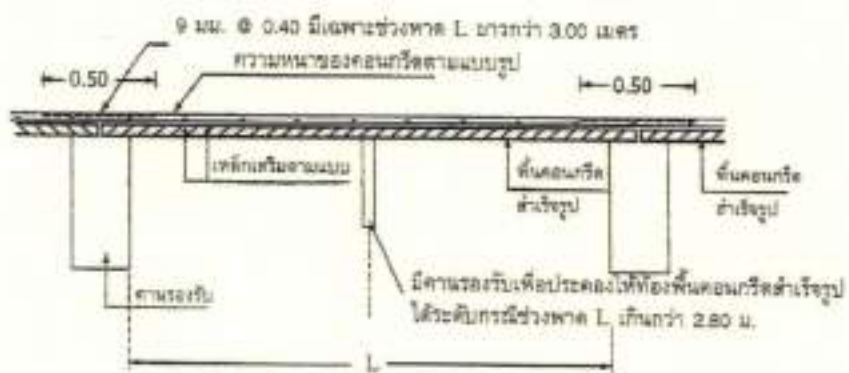 9 มม. @ 0.40 มีเฉพาะช่วงพาด L ยาวกว่า 3.00 เมตร
ความหนาของคอนกรีตตามแบบรูป
0.50
0.50
เหล็กเสริมตามแบบ
พื้นคอนกรีต
สำเร็จรูป
พื้นคอนกรีต
สำเร็จรูป
คานรองรับ
มีคานรองรับเพื่อประคองให้ท้องพื้นคอนกรีตสำเร็จรูป
ได้ระดับกรณีช่วงพาด L เกินกว่า 2.80 ม.
L